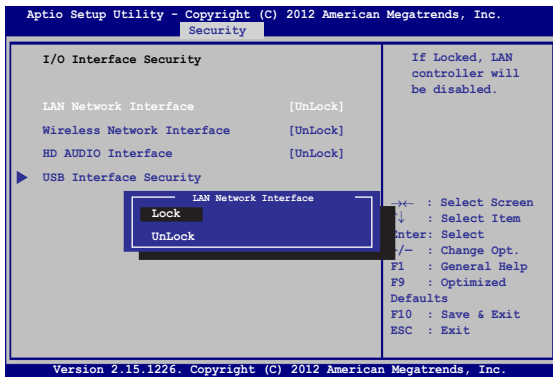 Aptio Setup Utility - Copyright (C) 2012 American Megatrends, Inc.
Security
I/O Interface Security
LAN Network Interface [UnLock]
Wireless Network Interface [UnLock]
HD AUDIO Interface [UnLock]
USB Interface Security
LAN Network Interface
Lock
UnLock
If Locked, LAN
controller will
be disabled.
→← : Select Screen
↑↓ : Select Item
Enter: Select
+/— : Change Opt.
F1 : General Help
F9 : Optimized
Defaults
F10 : Save & Exit
ESC : Exit
Version 2.15.1226. Copyright (C) 2012 American Megatrends, Inc.